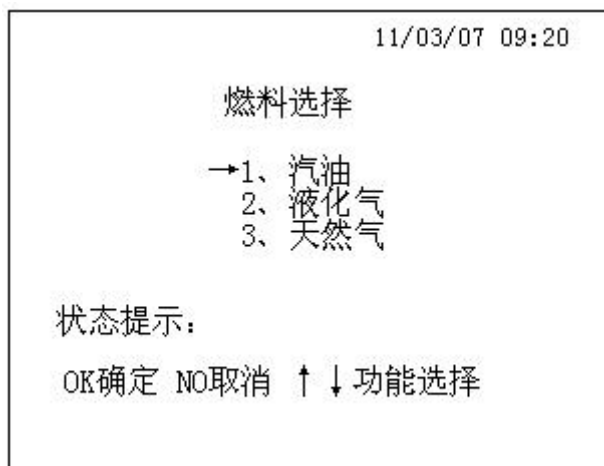 11/03/07 09:20
燃料选择
→1、汽油
2、液化气
3、天然气
状态提示：
OK确定 NO取消 ↑↓功能选择